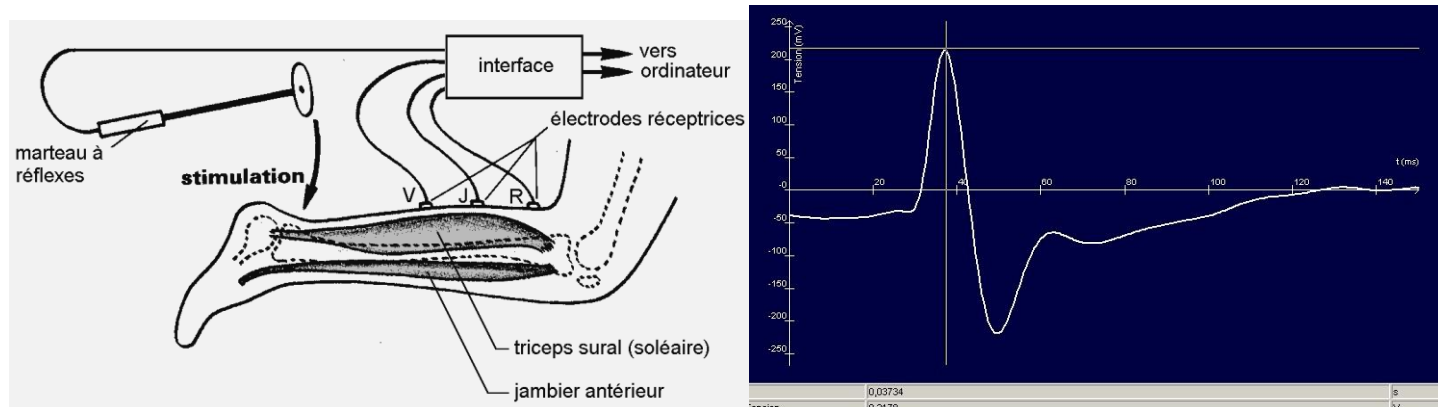 vers
ordinateur
interface
électrodes réceptrices
marteau à
réflexes
stimulation
V J R
triceps sural (soléaire)
jambier antérieur
Tension (mV)
250
200
150
100
50
-0
-50
-100
-150
-200
-250
20 40 60 80 100 120 140
t (ms)
0,03734 s